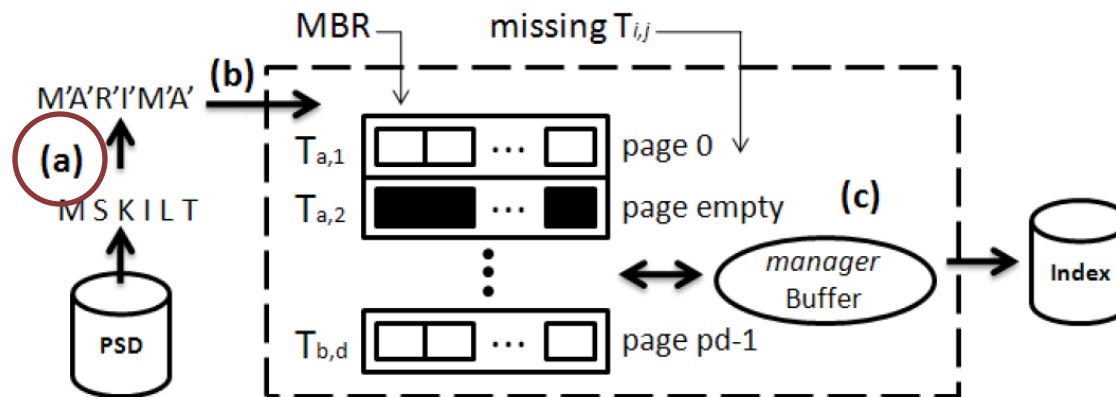 MBR
missing Ti,j
(b)
M'A'R'I'M'A'
(a)
Ta,1
...
page 0
M S K I L T
Ta,2
...
page empty
(c)
manager
Buffer
Index
PSD
Tb,d
...
page pd-1